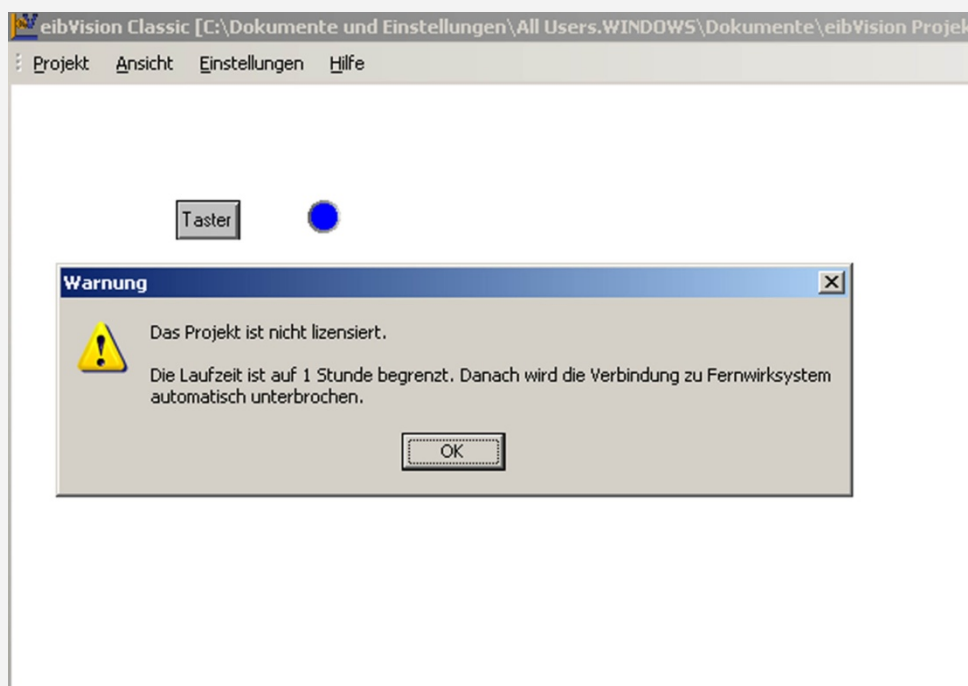 eibVision Classic [C:\Dokumente und Einstellungen\All Users.WINDOWS\Dokumente\eibVision Projek
Projekt Ansicht Einstellungen Hilfe
Taster
Warnung
Das Projekt ist nicht lizensiert.
Die Laufzeit ist auf 1 Stunde begrenzt. Danach wird die Verbindung zu Fernwirksystem
automatisch unterbrochen.
OK